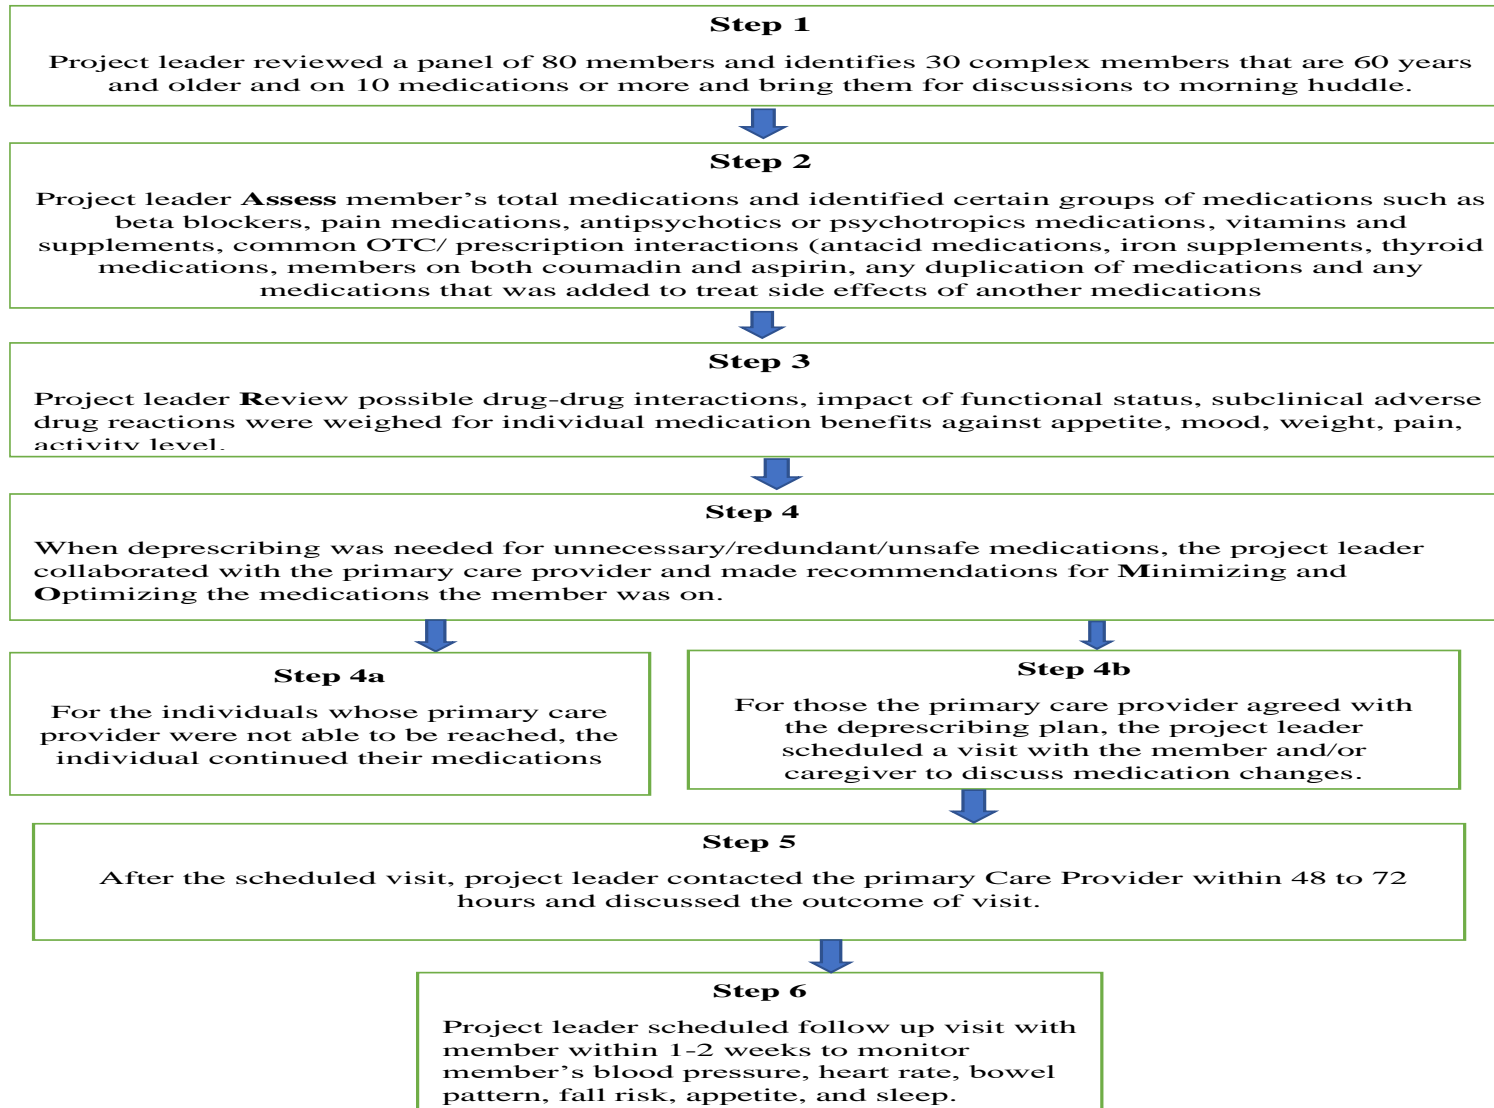 Step 1
Project leader reviewed a panel of 80 members and identifies 30 complex members that are 60 years
and older and on 10 medications or more and bring them for discussions to morning huddle.
Step 2
Project leader Assess member’s total medications and identified certain groups of medications such as
beta blockers, pain medications, antipsychotics or psychotropics medications, vitamins and
supplements, common OTC/ prescription interactions (antacid medications, iron supplements, thyroid
medications, members on both coumadin and aspirin, any duplication of medications and any
medications that was added to treat side effects of another medications
Step 3
Project leader Review possible drug-drug interactions, impact of functional status, subclinical adverse
drug reactions were weighed for individual medication benefits against appetite, mood, weight, pain,
activity level.
Step 4
When deprescribing was needed for unnecessary/redundant/unsafe medications, the project leader
collaborated with the primary care provider and made recommendations for Minimizing and
Optimizing the medications the member was on.
Step 4a
For the individuals whose primary care
provider were not able to be reached, the
individual continued their medications
Step 4b
For those the primary care provider agreed with
the deprescribing plan, the project leader
scheduled a visit with the member and/or
caregiver to discuss medication changes.
Step 5
After the scheduled visit, project leader contacted the primary Care Provider within 48 to 72
hours and discussed the outcome of visit.
Step 6
Project leader scheduled follow up visit with
member within 1-2 weeks to monitor
member’s blood pressure, heart rate, bowel
pattern, fall risk, appetite, and sleep.